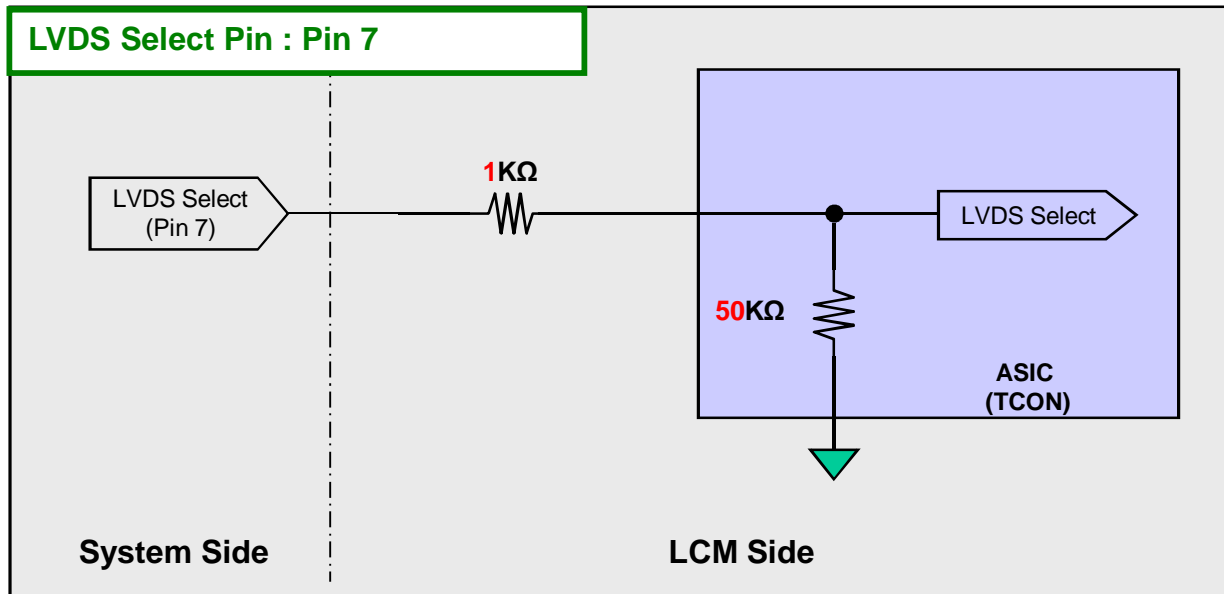 LVDS Select Pin : Pin 7
1KΩ
LVDS Select
(Pin 7)
LVDS Select
50KΩ
ASIC
(TCON)
System Side
LCM Side